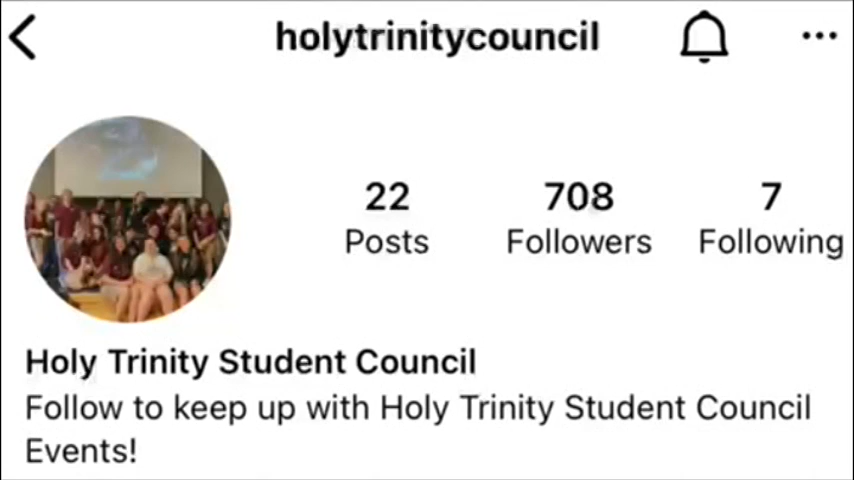 holytrinitycouncil
22 708 7
Posts Followers Following
Holy Trinity Student Council
Follow to keep up with Holy Trinity Student Council
Events!